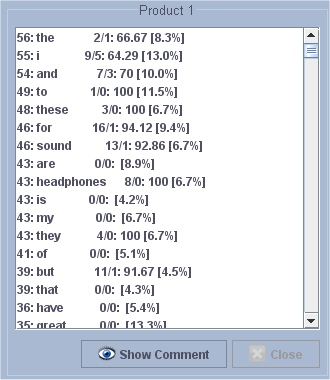 Product 1
56: the 2/1: 66.67 [8.3%]
55: i 9/5: 64.29 [13.0%]
54: and 7/3: 70 [10.0%]
49: to 1/0: 100 [11.5%]
48: these 3/0: 100 [6.7%]
46: for 16/1: 94.12 [9.4%]
46: sound 13/1: 92.86 [6.7%]
43: are 0/0: [8.9%]
43: headphones 8/0: 100 [6.7%]
43: is 0/0: [4.2%]
43: my 0/0: [6.7%]
43: they 4/0: 100 [6.7%]
41: of 0/0: [5.1%]
39: but 11/1: 91.67 [4.5%]
39: that 0/0: [4.3%]
36: have 0/0: [5.4%]
35: great 0/0: [13.3%]
Show Comment
Close